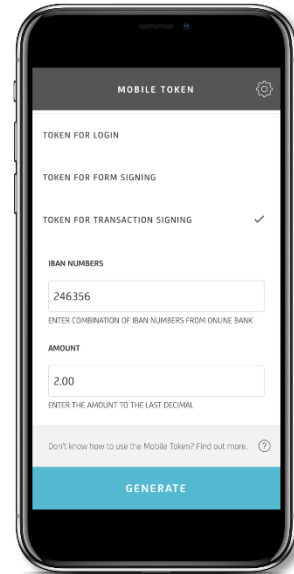 MOBILE TOKEN
TOKEN FOR LOGIN
TOKEN FOR FORM SIGNING
TOKEN FOR TRANSACTION SIGNING
IBAN NUMBERS
246356
ENTER COMBINATION OF IBAN NUMBERS FROM ONLINE BANK
AMOUNT
2.00
ENTER THE AMOUNT TO THE LAST DECIMAL
Don't know how to use the Mobile Token? Find out more. ?
GENERATE